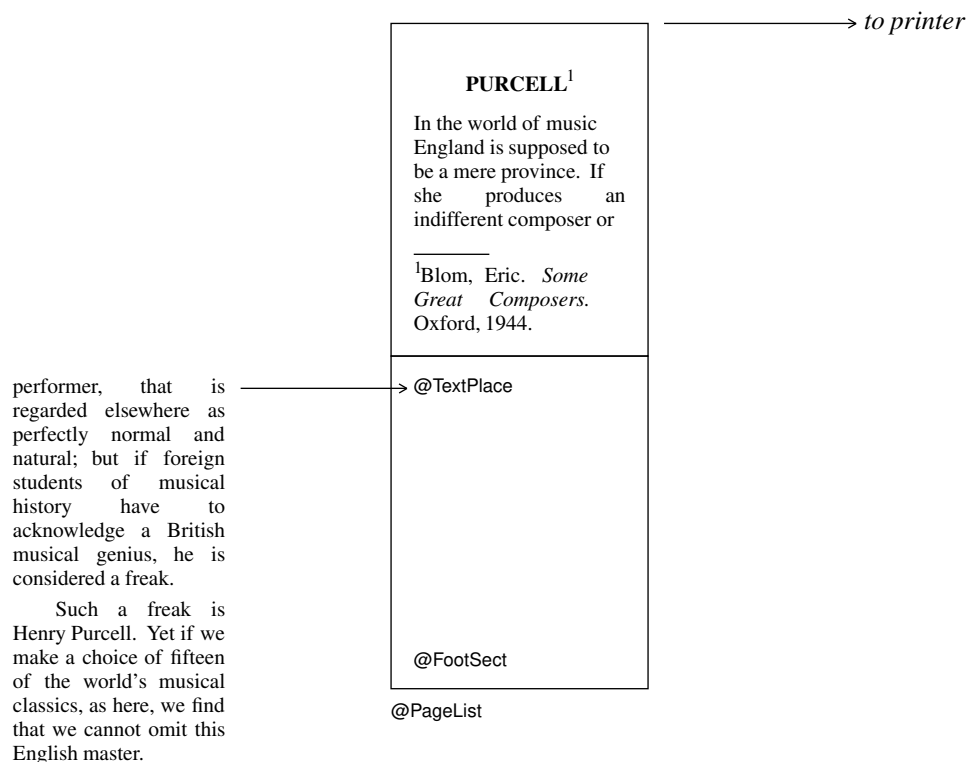 to printer
PURCELL1
In the world of music
England is supposed to
be a mere province. If
she produces an
indifferent composer or
1Blom, Eric. Some
Great Composers.
Oxford, 1944.
performer, that is
regarded elsewhere as
perfectly normal and
natural; but if foreign
students of musical
history have to
acknowledge a British
musical genius, he is
considered a freak.
Such a freak is
Henry Purcell. Yet if we
make a choice of fifteen
of the world's musical
classics, as here, we find
that we cannot omit this
English master.
@TextPlace
@FootSect
@PageList